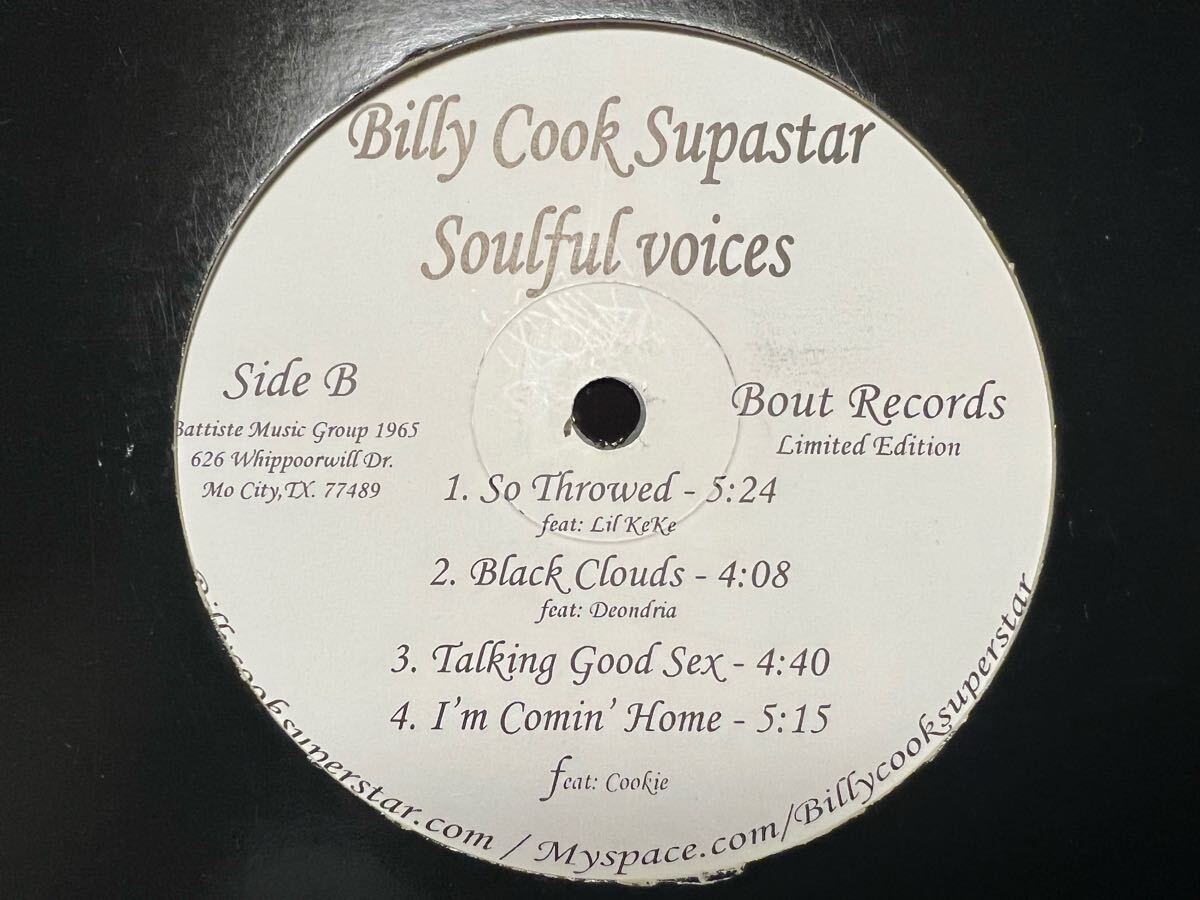 Billy Cook Supastar
Soulful voices
Side B
Battiste Music Group 1965
626 Whippoorwill Dr.
Mo City,TX. 77489
Bout Records
Limited Edition
1. So Throwed - 5:24
feat: Lil KeKe
2. Black Clouds - 4:08
feat: Deondria
3. Talking Good Sex - 4:40
4. I'm Comin' Home - 5:15
feat: Cookie
Billycooksuperstar.com / Myspace.com/Billycooksuperstar